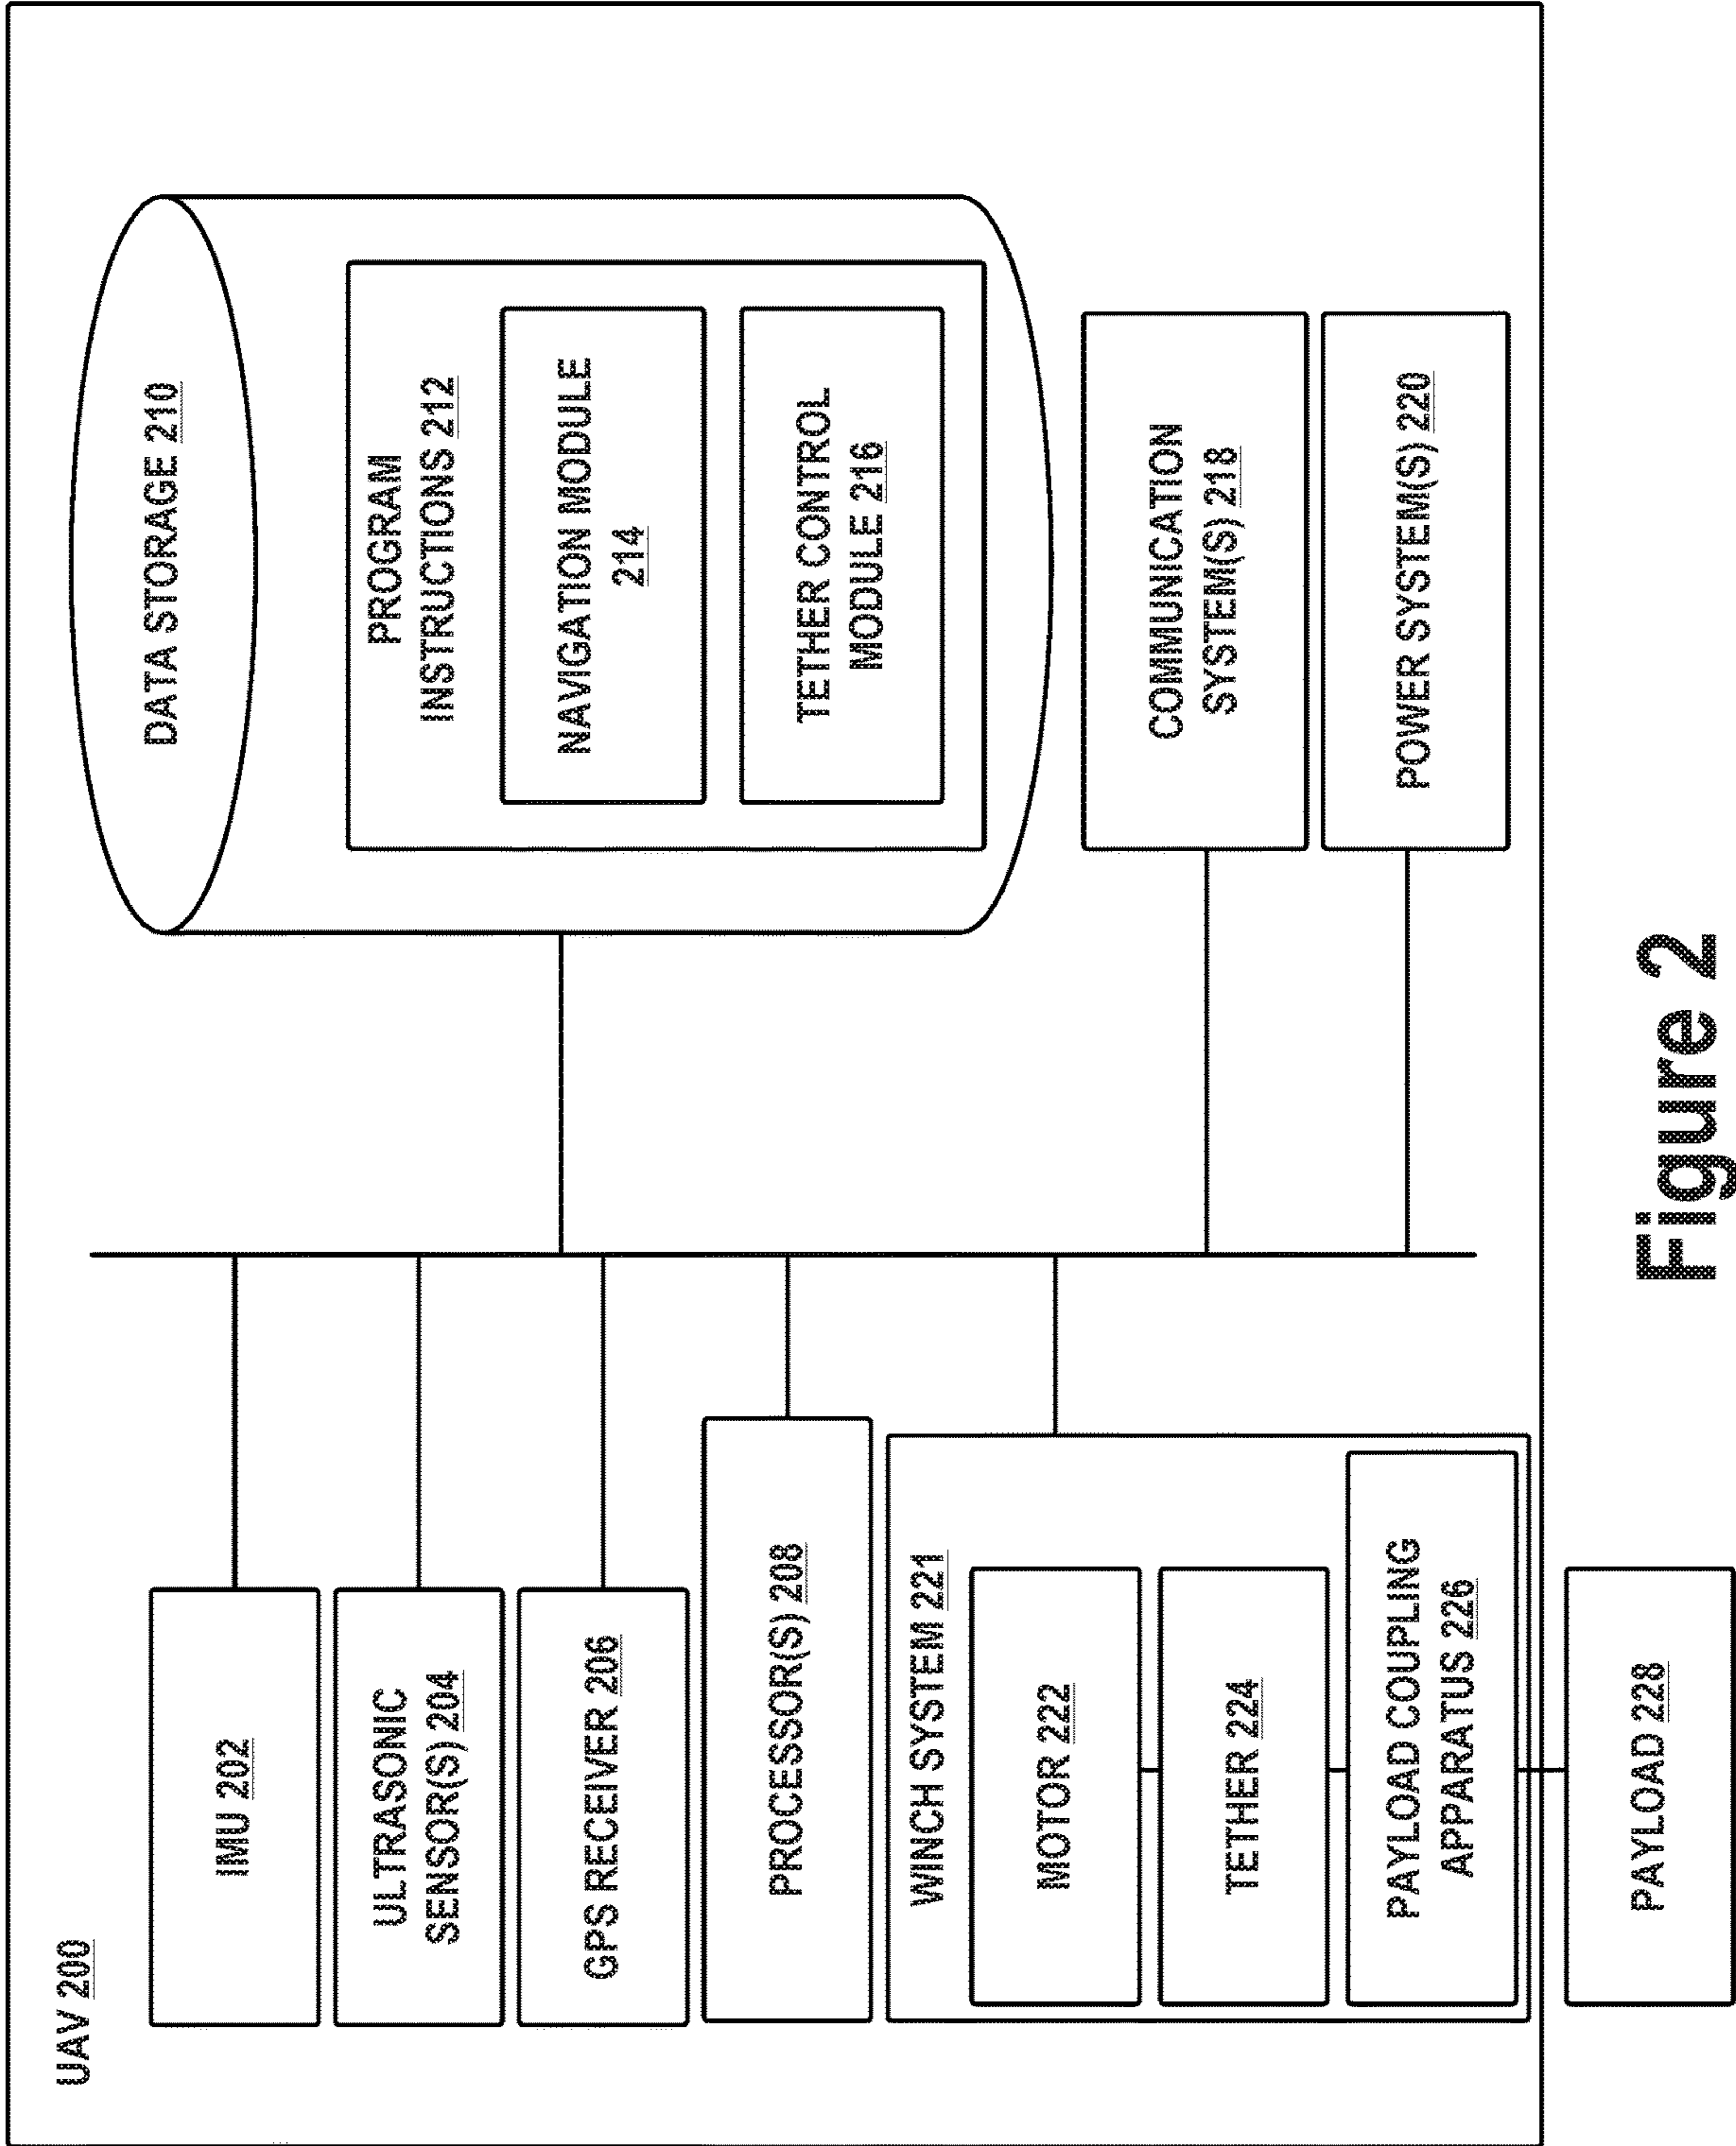 UAV 200
IMU 202
ULTRASONIC
SENSOR(S) 204
GPS RECEIVER 206
PROCESSOR(S) 208
WINCH SYSTEM 221
MOTOR 222
TETHER 224
PAYLOAD COUPLING
APPARATUS 226
PAYLOAD 228
DATA STORAGE 210
PROGRAM
INSTRUCTIONS 212
NAVIGATION MODULE
214
TETHER CONTROL
MODULE 216
COMMUNICATION
SYSTEM(S) 218
POWER SYSTEM(S) 220
Figure 2